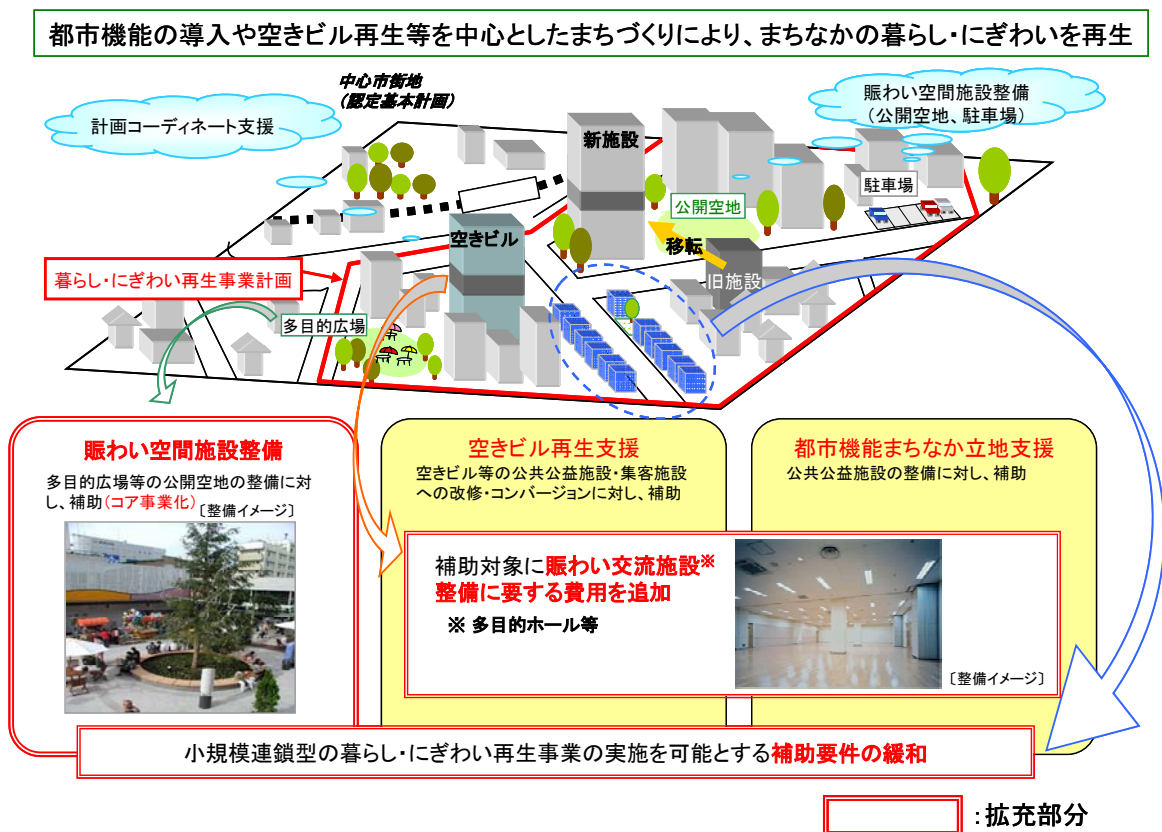 都市機能の導入や空きビル再生等を中心としたまちづくりにより、まちなかの暮らし・にぎわいを再生
中心市街地
（認定基本計画）
計画コーディネート支援
賑わい空間施設整備
（公開空地、駐車場）
新施設
駐車場
公開空地
空きビル
移転
旧施設
暮らし・にぎわい再生事業計画
多目的広場
賑わい空間施設整備
多目的広場等の公開空地の整備に対
し、補助（コア事業化）
〔整備イメージ〕
空きビル再生支援
空きビル等の公共公益施設・集客施設
への改修・コンバージョンに対し、補助
都市機能まちなか立地支援
公共公益施設の整備に対し、補助
補助対象に賑わい交流施設※
整備に要する費用を追加
※ 多目的ホール等
〔整備イメージ〕
小規模連鎖型の暮らし・にぎわい再生事業の実施を可能とする補助要件の緩和
：拡充部分